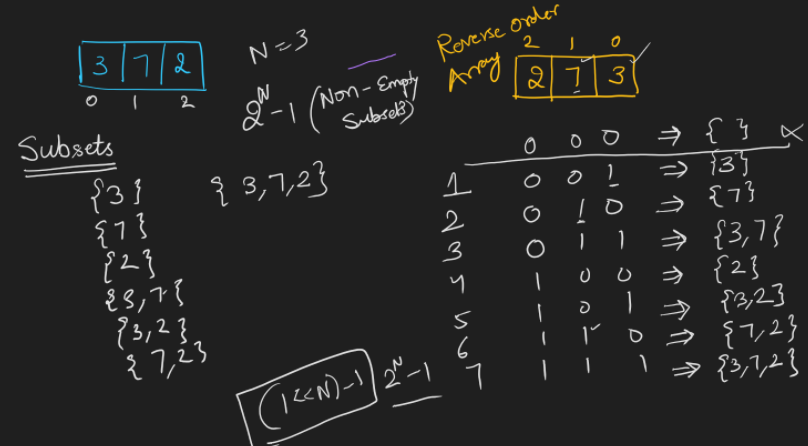 3 7 2
0 1 2
N=3
2^N-1 (Non-Empty Subsets)
Reverse order
Array
2 1 0
2 7 3
Subsets
{3}
{7}
{2}
{3,7}
{3,2}
{7,2}
{3,7,2}
0 0 0 ⇒ { } ×
1 0 0 1 ⇒ {3}
2 0 1 0 ⇒ {7}
3 0 1 1 ⇒ {3,7}
4 1 0 0 ⇒ {2}
5 1 0 1 ⇒ {3,2}
6 1 1 0 ⇒ {7,2}
7 1 1 1 ⇒ {3,7,2}
(1<<N)-1 2^N-1